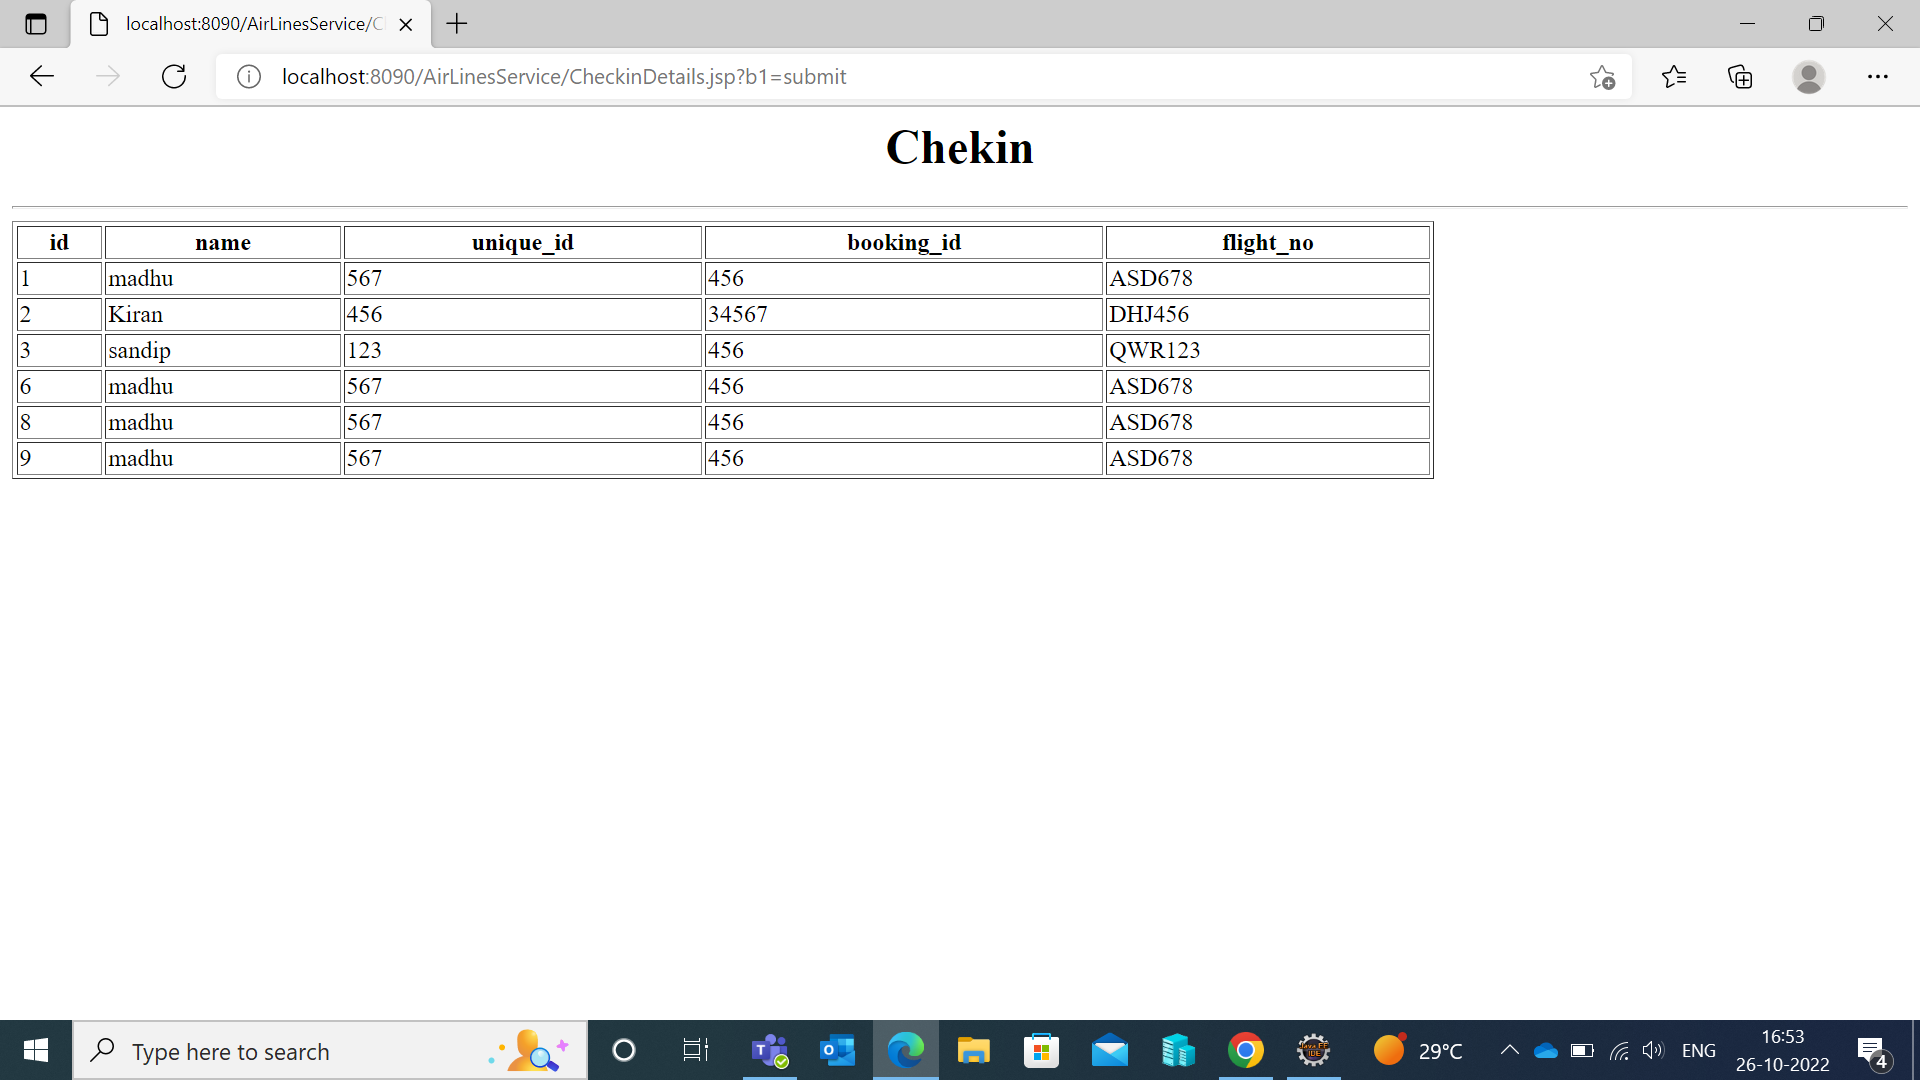 localhost:8090/AirLinesService/C
localhost:8090/AirLinesService/CheckinDetails.jsp?b1=submit
Chekin
id name unique_id booking_id flight_no
1 madhu 567 456 ASD678
2 Kiran 456 34567 DHJ456
3 sandip 123 456 QWR123
6 madhu 567 456 ASD678
8 madhu 567 456 ASD678
9 madhu 567 456 ASD678
Type here to search
T
O
Java EE
IDE
29°C
ENG
16:53
26-10-2022
4